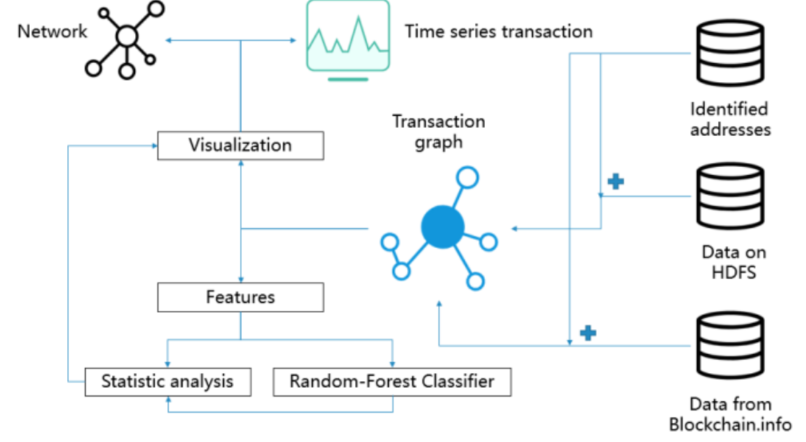 Network
Time series transaction
Identified
addresses
Transaction
graph
Visualization
Data on
HDFS
Features
Statistic analysis
Random-Forest Classifier
Data from
Blockchain.info